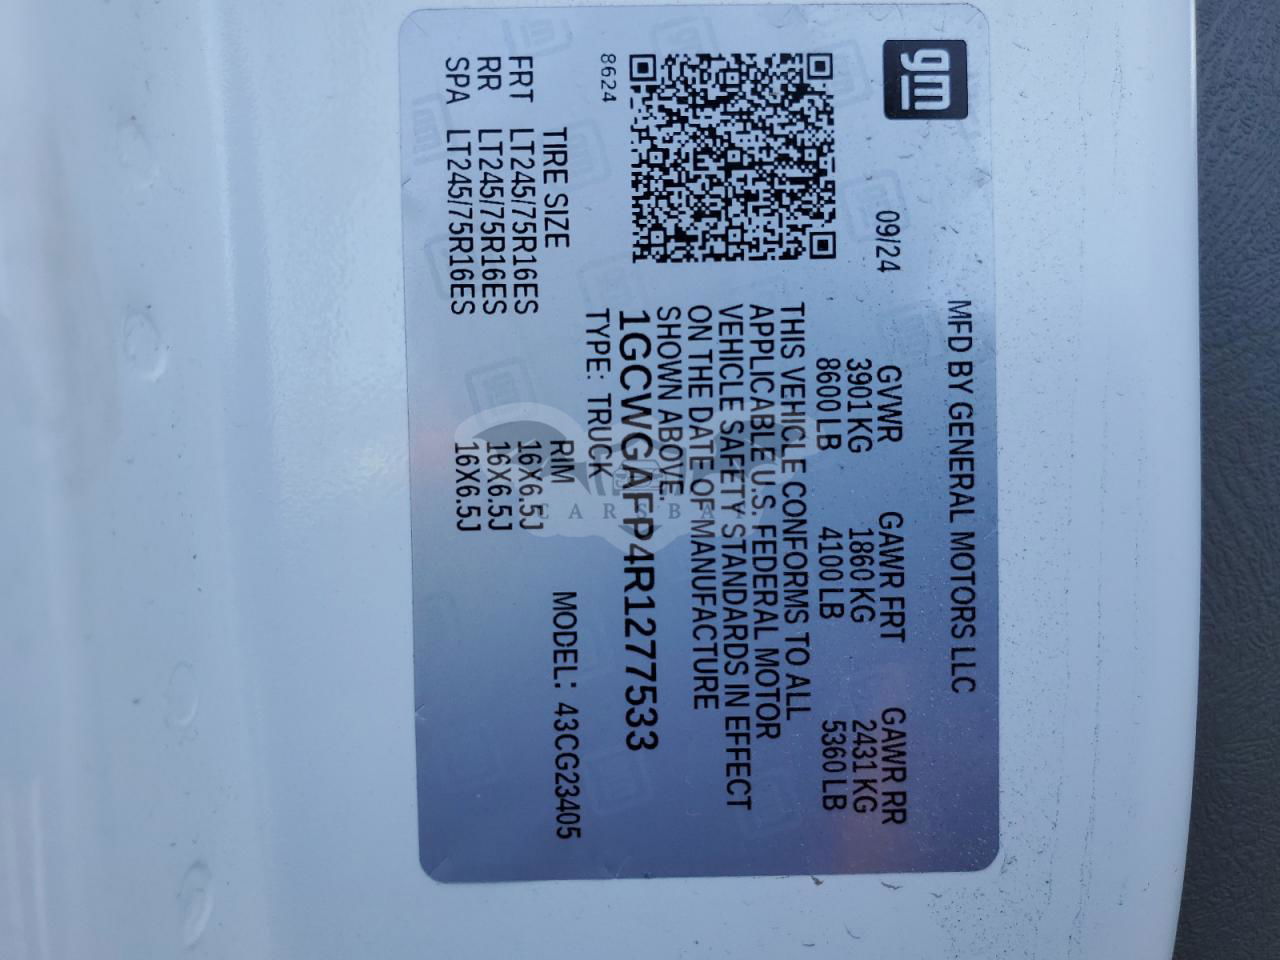 gm
MFD BY GENERAL MOTORS LLC
09/24
GVWR GAWR FRT GAWR RR
3901 KG 1860 KG 2431 KG
8600 LB 4100 LB 5360 LB
THIS VEHICLE CONFORMS TO ALL
APPLICABLE U.S. FEDERAL MOTOR
VEHICLE SAFETY STANDARDS IN EFFECT
ON THE DATE OF MANUFACTURE
SHOWN ABOVE.
1GCWGAFP4R1277533
8624
TYPE: TRUCK
MODEL: 43CG23405
TIRE SIZE RIM
FRT LT245/75R16ES 16X6.5J
RR LT245/75R16ES 16X6.5J
SPA LT245/75R16ES 16X6.5J